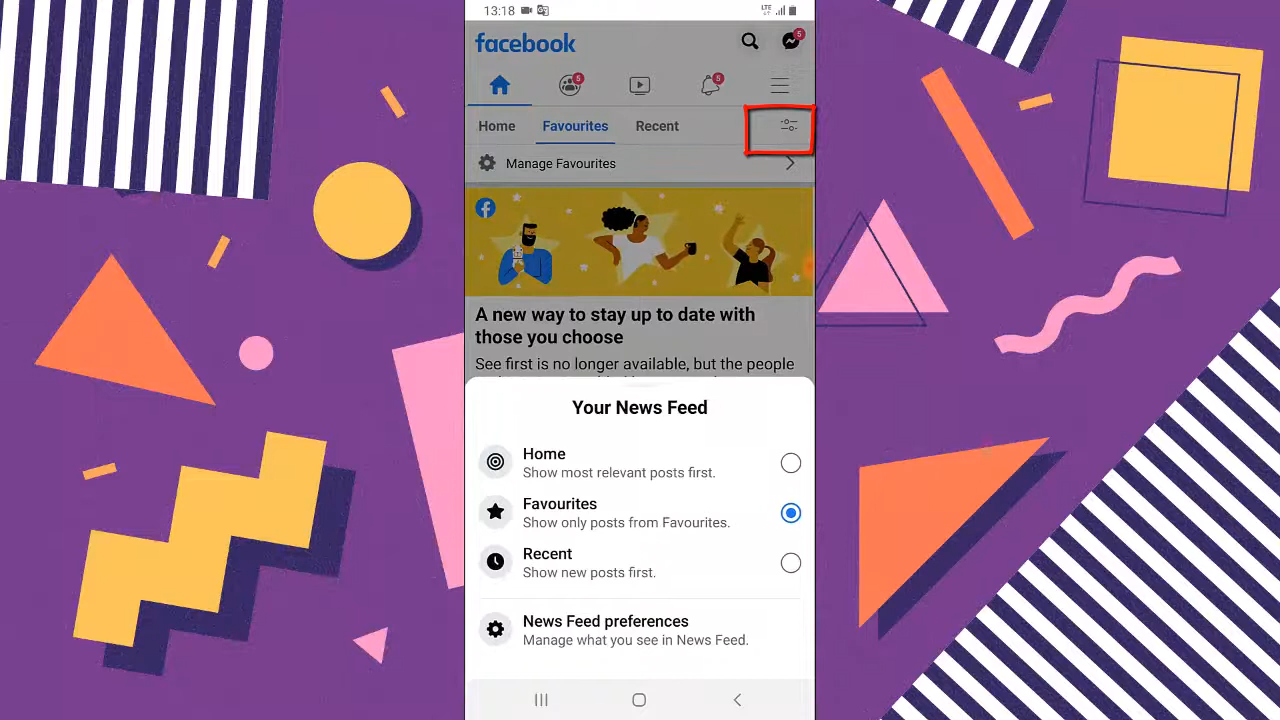 13:18
LTE
facebook
5
5
5
Home Favourites Recent
Manage Favourites
A new way to stay up to date with
those you choose
See first is no longer available, but the people
Your News Feed
Home
Show most relevant posts first.
Favourites
Show only posts from Favourites.
Recent
Show new posts first.
News Feed preferences
Manage what you see in News Feed.